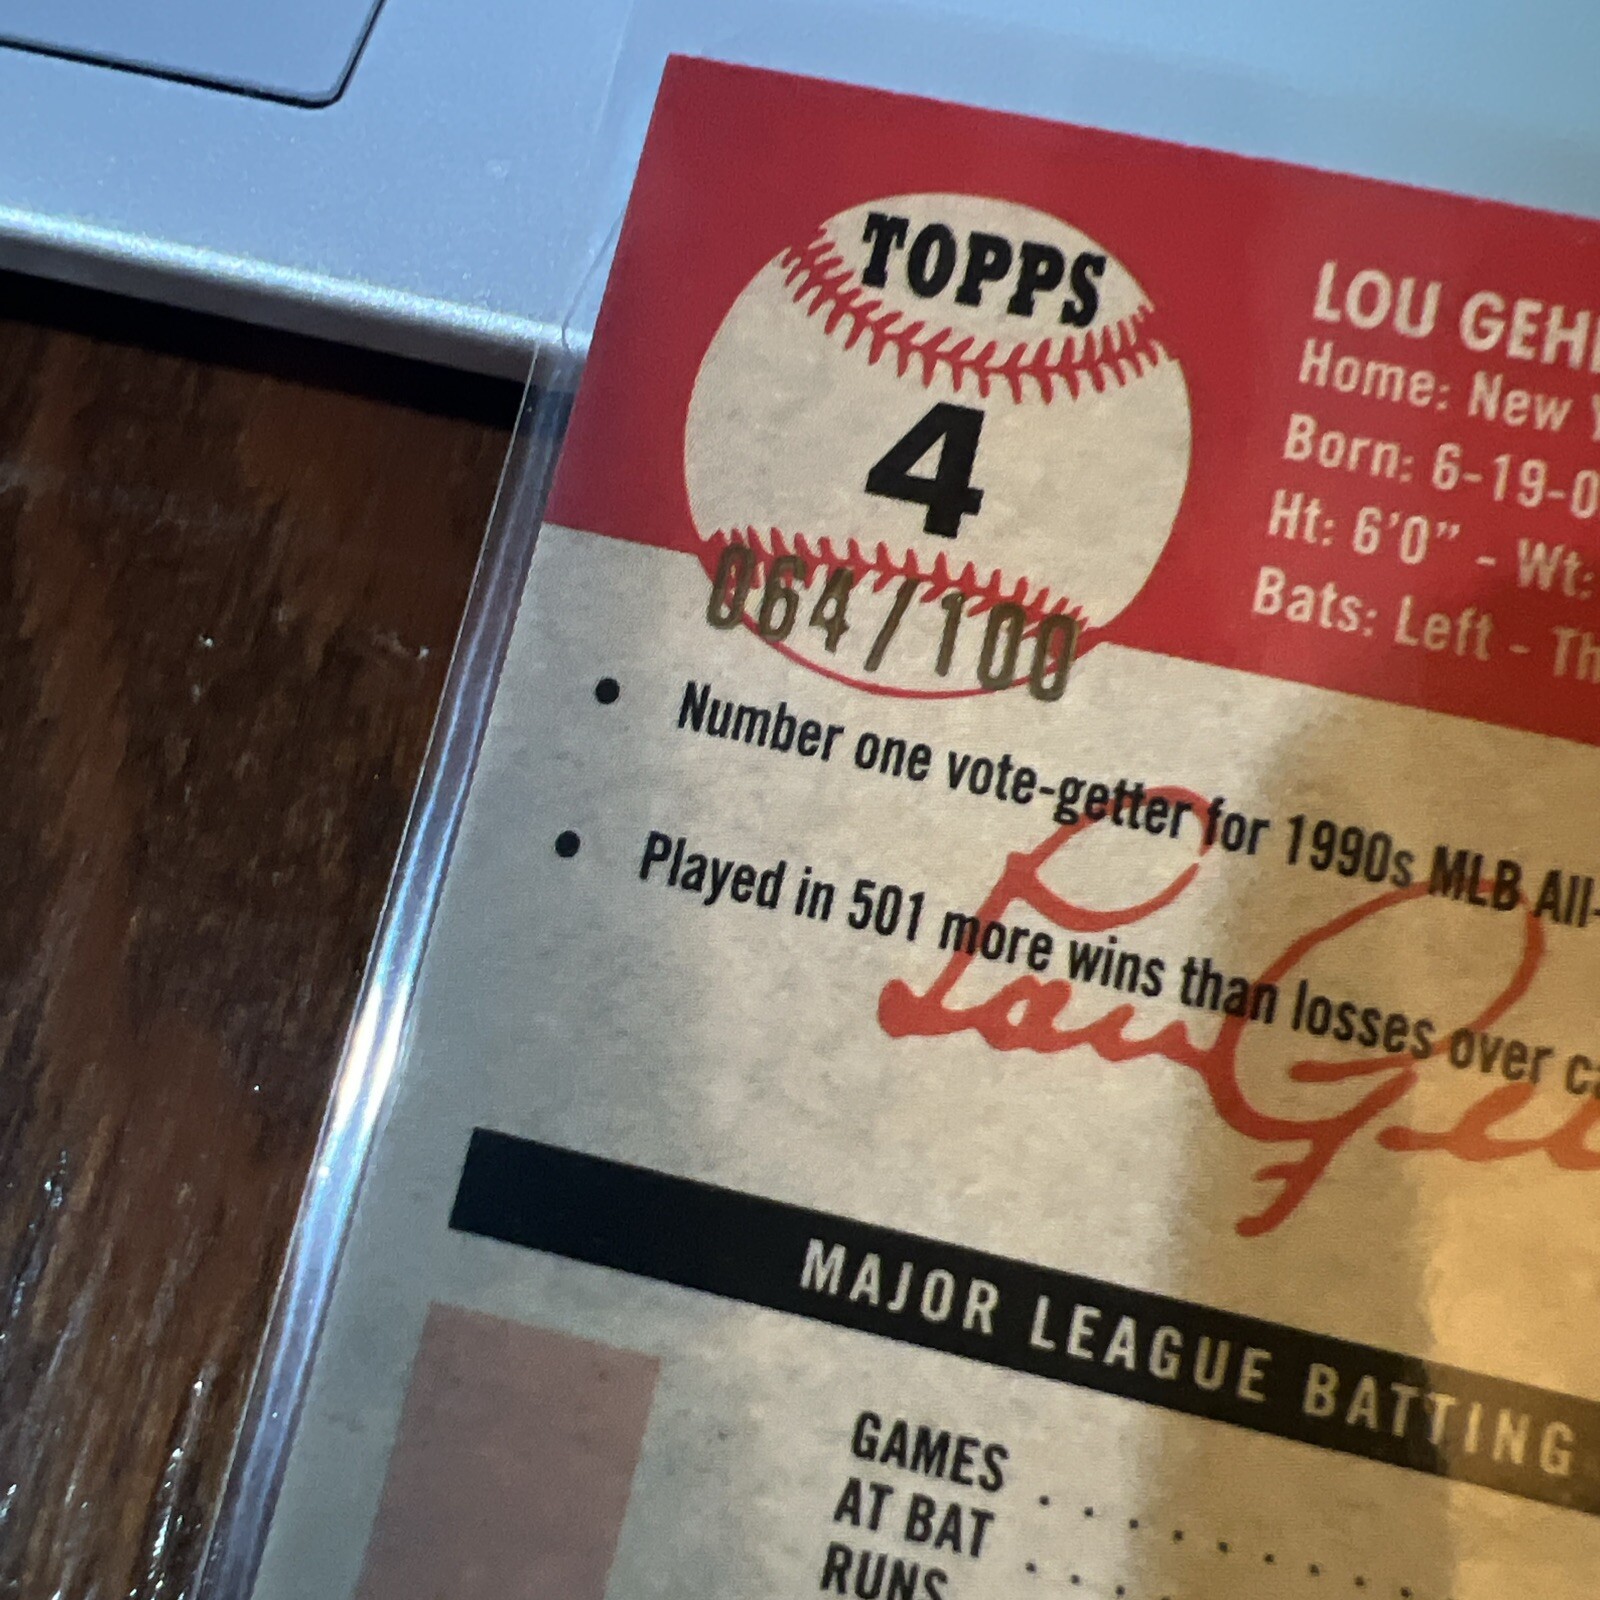 TOPPS
4
064/100
LOU
Home: New
Born: 6-19-0
Ht: 6'0" - Wt:
Bats: Left -
• Number one vote-getter for 1990s MLB All-
• Played in 501 more wins than losses over
Lou
MAJOR LEAGUE BATTING
GAMES
AT BAT
RUNS